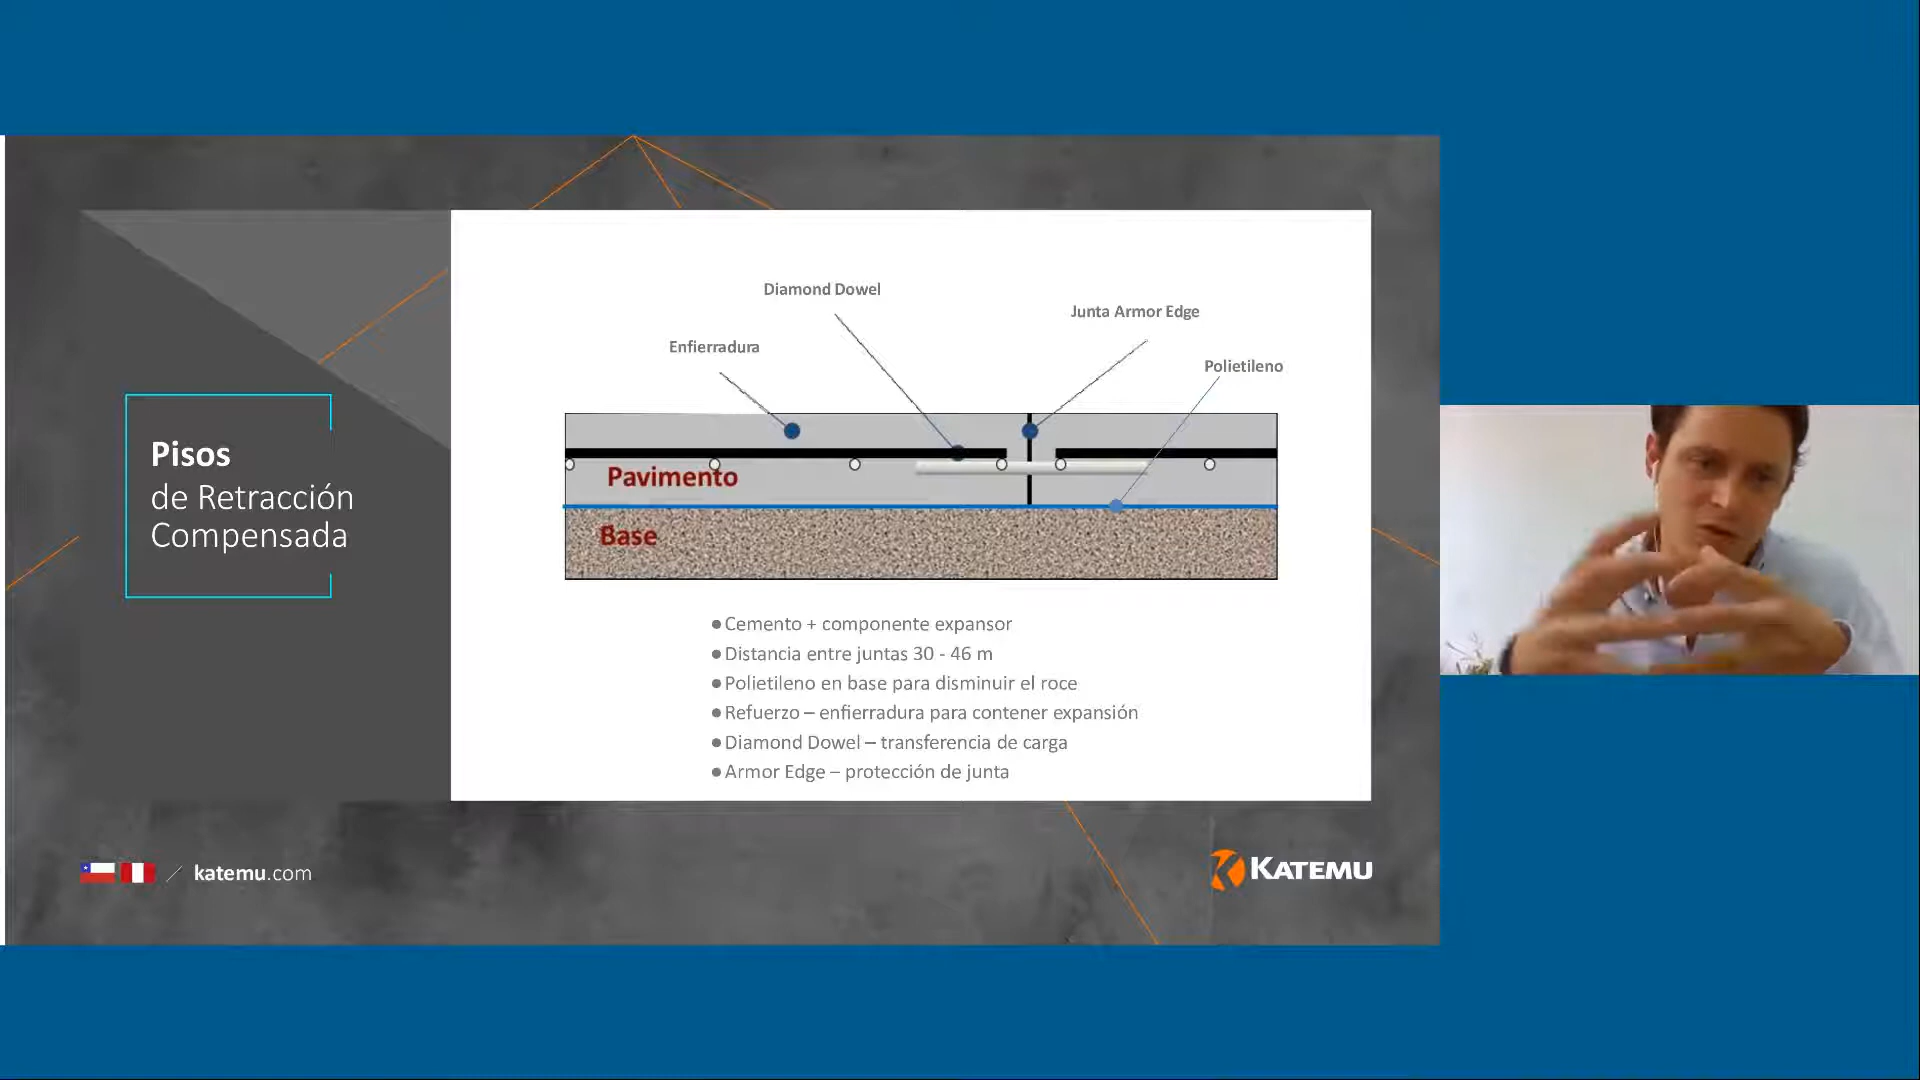 Pisos
de Retracción
Compensada
Diamond Dowel
Junta Armor Edge
Enfierradura
Polietileno
Pavimento
Base
●Cemento + componente expansor
●Distancia entre juntas 30 - 46 m
●Polietileno en base para disminuir el roce
●Refuerzo – enfierradura para contener expansión
●Diamond Dowel – transferencia de carga
●Armor Edge – protección de junta
katemu.com
KATEMU